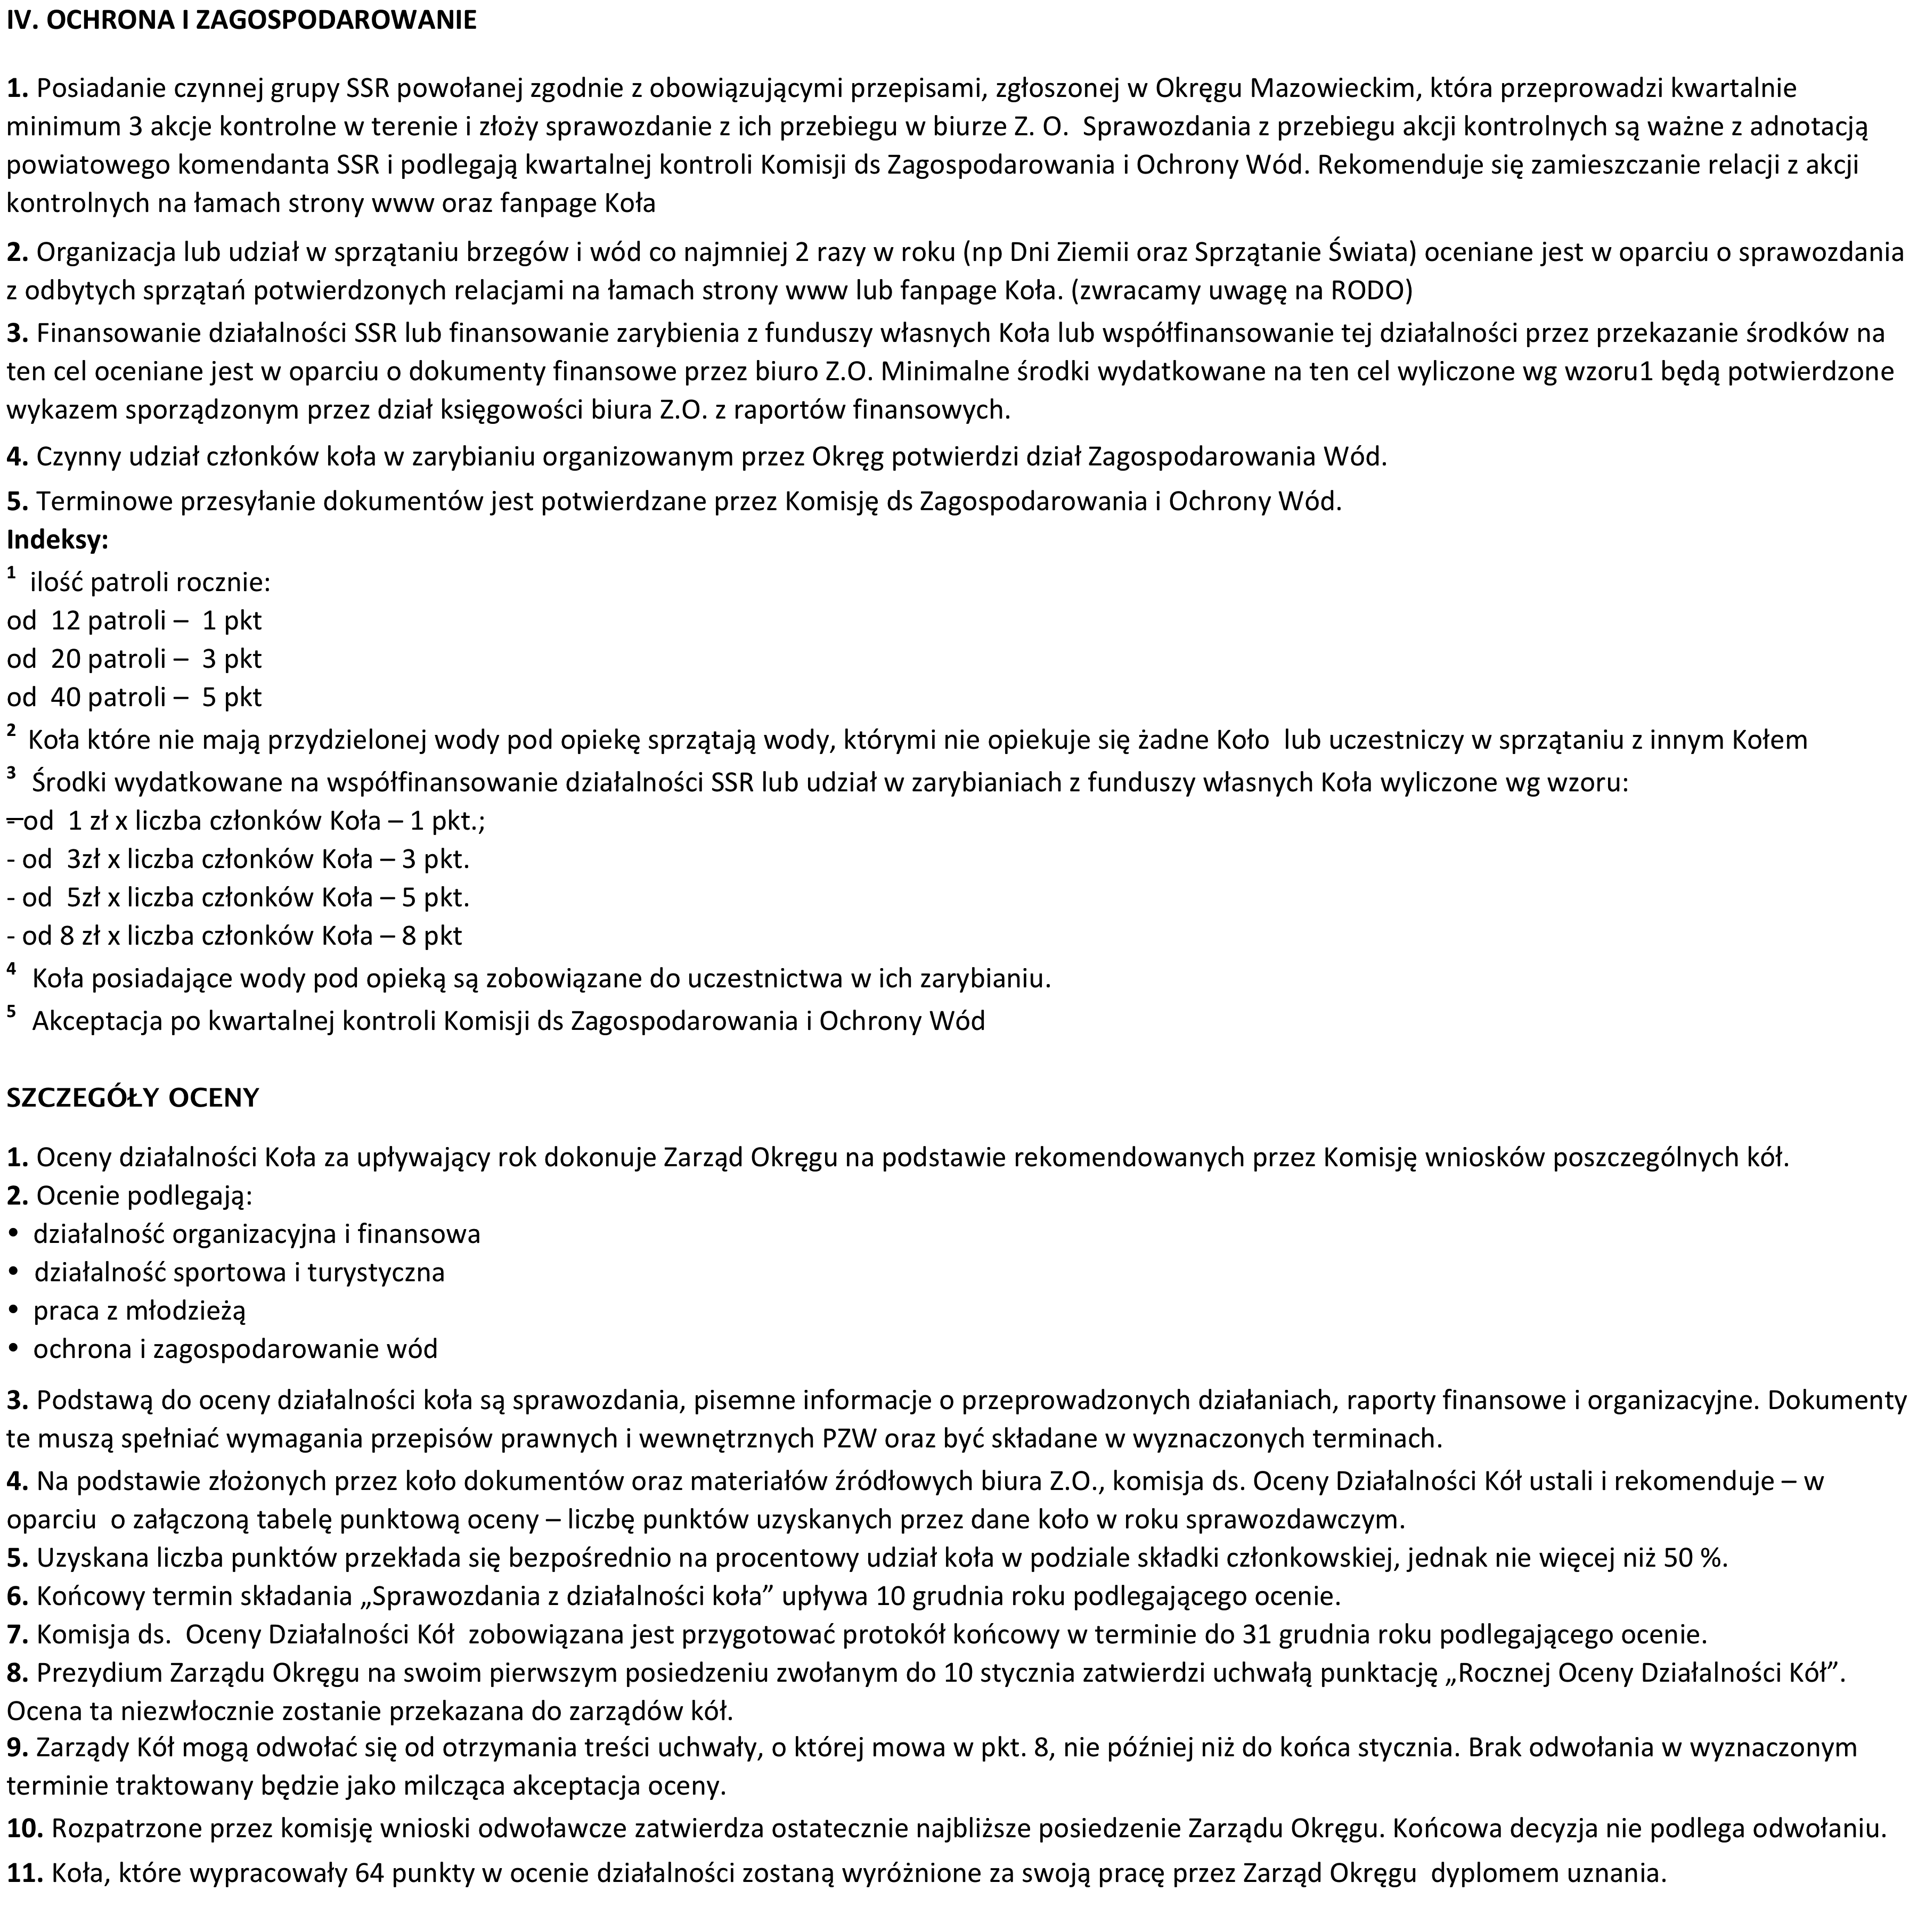 IV. OCHRONA I ZAGOSPODAROWANIE
1. Posiadanie czynnej grupy SSR powołanej zgodnie z obowiązującymi przepisami, zgłoszonej w Okręgu Mazowieckim, która przeprowadzi kwartalnie
minimum 3 akcje kontrolne w terenie i złoży sprawozdanie z ich przebiegu w biurze Z. O.  Sprawozdania z przebiegu akcji kontrolnych są ważne z adnotacją
powiatowego komendanta SSR i podlegają kwartalnej kontroli Komisji ds Zagospodarowania i Ochrony Wód. Rekomenduje się zamieszczanie relacji z akcji
kontrolnych na łamach strony www oraz fanpage Koła
2. Organizacja lub udział w sprzątaniu brzegów i wód co najmniej 2 razy w roku (np Dni Ziemii oraz Sprzątanie Świata) oceniane jest w oparciu o sprawozdania
z odbytych sprzątań potwierdzonych relacjami na łamach strony www lub fanpage Koła. (zwracamy uwagę na RODO)
3. Finansowanie działalności SSR lub finansowanie zarybienia z funduszy własnych Koła lub współfinansowanie tej działalności przez przekazanie środków na
ten cel oceniane jest w oparciu o dokumenty finansowe przez biuro Z.O. Minimalne środki wydatkowane na ten cel wyliczone wg wzoru1 będą potwierdzone
wykazem sporządzonym przez dział księgowości biura Z.O. z raportów finansowych.
4. Czynny udział członków koła w zarybianiu organizowanym przez Okręg potwierdzi dział Zagospodarowania Wód.
5. Terminowe przesyłanie dokumentów jest potwierdzane przez Komisję ds Zagospodarowania i Ochrony Wód.
Indeksy:
1 ilość patroli rocznie:
od 12 patroli – 1 pkt
od 20 patroli – 3 pkt
od 40 patroli – 5 pkt
2 Koła które nie mają przydzielonej wody pod opiekę sprzątają wody, którymi nie opiekuje się żadne Koło  lub uczestniczy w sprzątaniu z innym Kołem
3 Środki wydatkowane na współfinansowanie działalności SSR lub udział w zarybianiach z funduszy własnych Koła wyliczone wg wzoru:
- od 1 zł x liczba członków Koła – 1 pkt.;
- od 3zł x liczba członków Koła – 3 pkt.
- od 5zł x liczba członków Koła – 5 pkt.
- od 8 zł x liczba członków Koła – 8 pkt
4 Koła posiadające wody pod opieką są zobowiązane do uczestnictwa w ich zarybianiu.
5 Akceptacja po kwartalnej kontroli Komisji ds Zagospodarowania i Ochrony Wód
SZCZEGÓŁY OCENY
1. Oceny działalności Koła za upływający rok dokonuje Zarząd Okręgu na podstawie rekomendowanych przez Komisję wniosków poszczególnych kół.
2. Ocenie podlegają:
• działalność organizacyjna i finansowa
• działalność sportowa i turystyczna
• praca z młodzieżą
• ochrona i zagospodarowanie wód
3. Podstawą do oceny działalności koła są sprawozdania, pisemne informacje o przeprowadzonych działaniach, raporty finansowe i organizacyjne. Dokumenty
te muszą spełniać wymagania przepisów prawnych i wewnętrznych PZW oraz być składane w wyznaczonych terminach.
4. Na podstawie złożonych przez koło dokumentów oraz materiałów źródłowych biura Z.O., komisja ds. Oceny Działalności Kół ustali i rekomenduje – w
oparciu  o załączoną tabelę punktową oceny – liczbę punktów uzyskanych przez dane koło w roku sprawozdawczym.
5. Uzyskana liczba punktów przekłada się bezpośrednio na procentowy udział koła w podziale składki członkowskiej, jednak nie więcej niż 50 %.
6. Końcowy termin składania „Sprawozdania z działalności koła” upływa 10 grudnia roku podlegającego ocenie.
7. Komisja ds.  Oceny Działalności Kół  zobowiązana jest przygotować protokół końcowy w terminie do 31 grudnia roku podlegającego ocenie.
8. Prezydium Zarządu Okręgu na swoim pierwszym posiedzeniu zwołanym do 10 stycznia zatwierdzi uchwałą punktację „Rocznej Oceny Działalności Kół”.
Ocena ta niezwłocznie zostanie przekazana do zarządów kół.
9. Zarządy Kół mogą odwołać się od otrzymania treści uchwały, o której mowa w pkt. 8, nie później niż do końca stycznia. Brak odwołania w wyznaczonym
terminie traktowany będzie jako milcząca akceptacja oceny.
10. Rozpatrzone przez komisję wnioski odwoławcze zatwierdza ostatecznie najbliższe posiedzenie Zarządu Okręgu. Końcowa decyzja nie podlega odwołaniu.
11. Koła, które wypracowały 64 punkty w ocenie działalności zostaną wyróżnione za swoją pracę przez Zarząd Okręgu  dyplomem uznania.